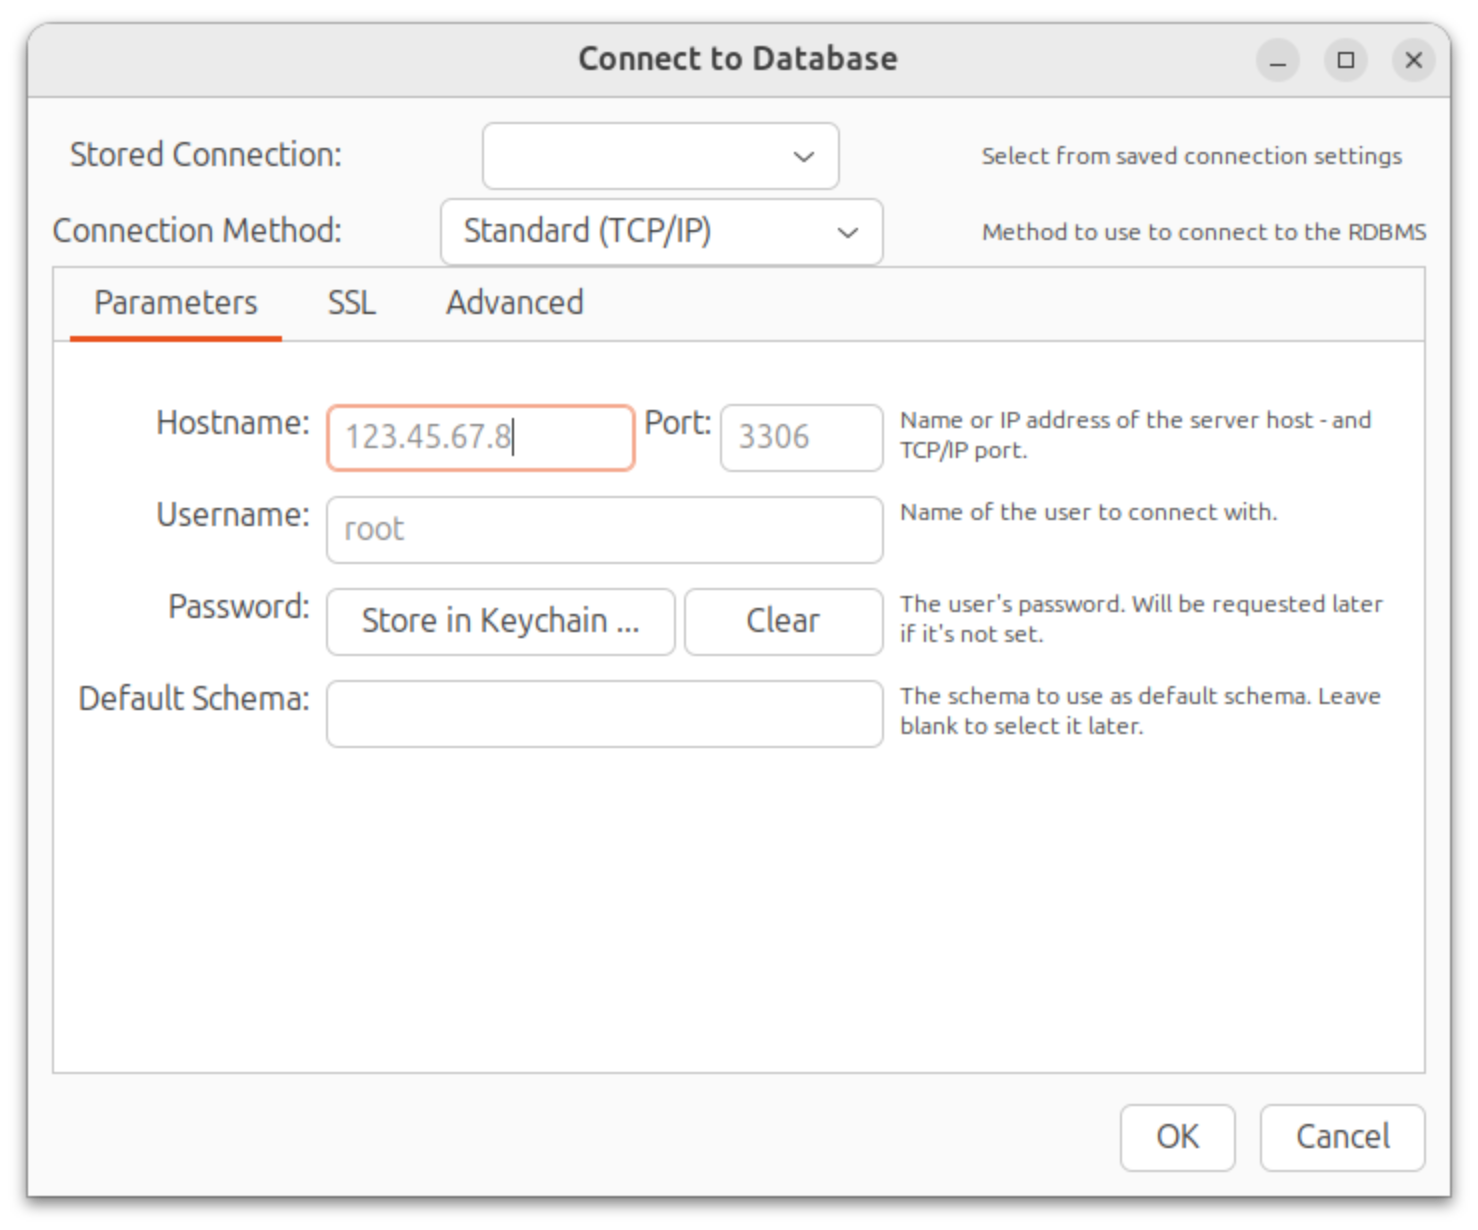 Connect to Database
Stored Connection:
Select from saved connection settings
Connection Method: Standard (TCP/IP)
Method to use to connect to the RDBMS
Parameters SSL Advanced
Hostname: 123.45.67.8 Port: 3306
Name or IP address of the server host - and
TCP/IP port.
Username: root
Name of the user to connect with.
Password: Store in Keychain ... Clear
The user's password. Will be requested later
if it's not set.
Default Schema:
The schema to use as default schema. Leave
blank to select it later.
OK Cancel